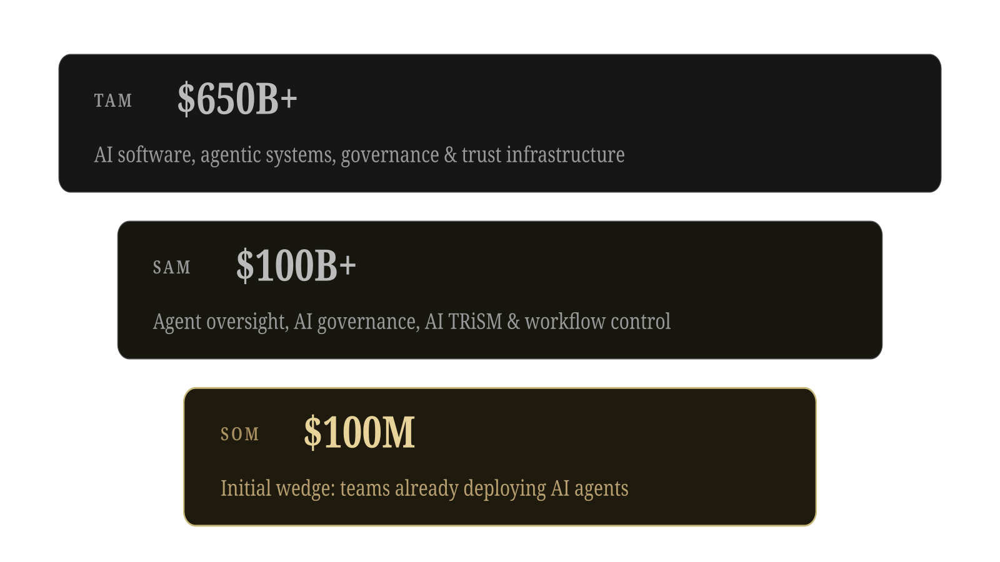 TAM $650B+
AI software, agentic systems, governance & trust infrastructure
SAM $100B+
Agent oversight, AI governance, AI TRiSM & workflow control
SOM $100M
Initial wedge: teams already deploying AI agents